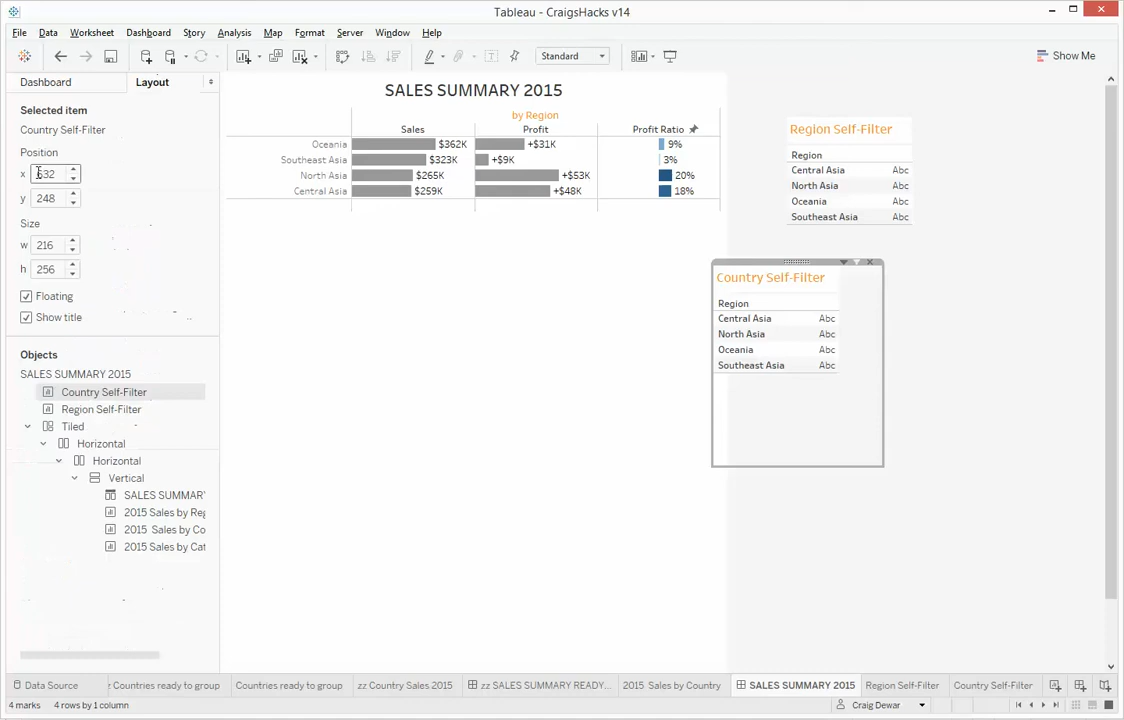 Tableau - CraigsHacks v14
File Data Worksheet Dashboard Story Analysis Map Format Server Window Help
Standard
Show Me
Dashboard Layout
Selected item
Country Self-Filter
Position
x 632
y 248
Size
w 216
h 256
Floating
Show title
Objects
SALES SUMMARY 2015
Country Self-Filter
Region Self-Filter
Tiled
Horizontal
Horizontal
Vertical
SALES SUMMARY
2015 Sales by Reg
2015 Sales by Co
2015 Sales by Cat
SALES SUMMARY 2015
by Region
Sales Profit Profit Ratio
Oceania $362K +$31K 9%
Southeast Asia $323K +$9K 3%
North Asia $265K +$53K 20%
Central Asia $259K +$48K 18%
Region Self-Filter
Region
Central Asia Abc
North Asia Abc
Oceania Abc
Southeast Asia Abc
Country Self-Filter
Region
Central Asia Abc
North Asia Abc
Oceania Abc
Southeast Asia Abc
Data Source Countries ready to group Countries ready to group zz Country Sales 2015 zz SALES SUMMARY READY... 2015 Sales by Country SALES SUMMARY 2015 Region Self-Filter Country Self-Filter
4 marks 4 rows by 1 column Craig Dewar